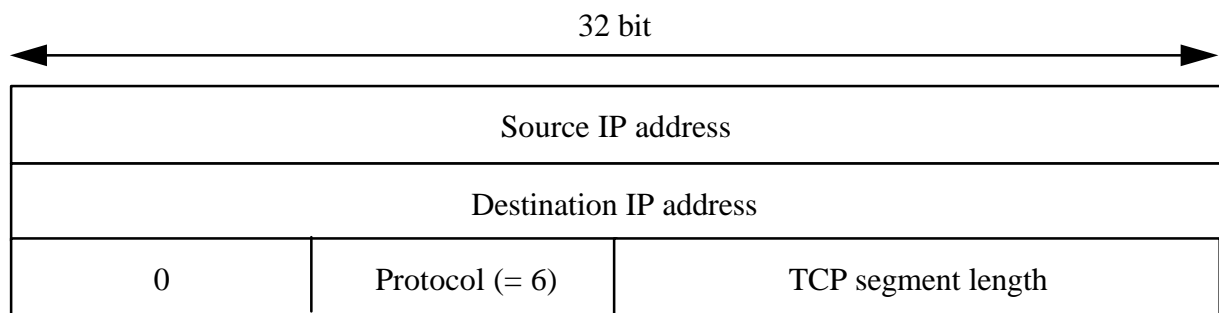 32 bit
Source IP address
Destination IP address
0 Protocol (= 6) TCP segment length